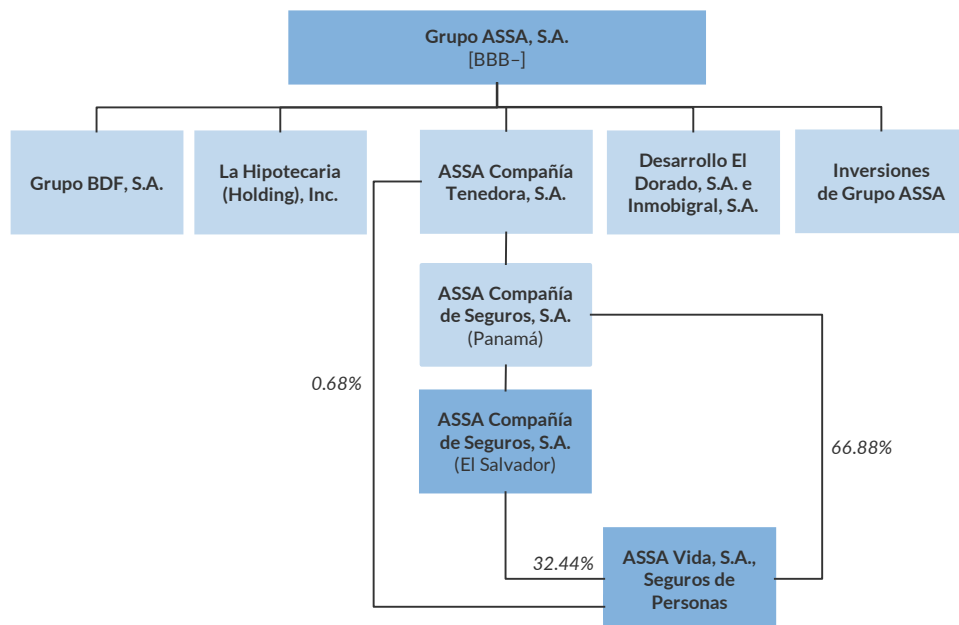 Grupo ASSA, S.A.
[BBB–]
Grupo BDF, S.A.
La Hipotecaria
(Holding), Inc.
ASSA Compañía
Tenedora, S.A.
Desarrollo El
Dorado, S.A. e
Inmobigral, S.A.
Inversiones
de Grupo ASSA
ASSA Compañía
de Seguros, S.A.
(Panamá)
0.68%
ASSA Compañía
de Seguros, S.A.
(El Salvador)
66.88%
32.44%
ASSA Vida, S.A.,
Seguros de
Personas